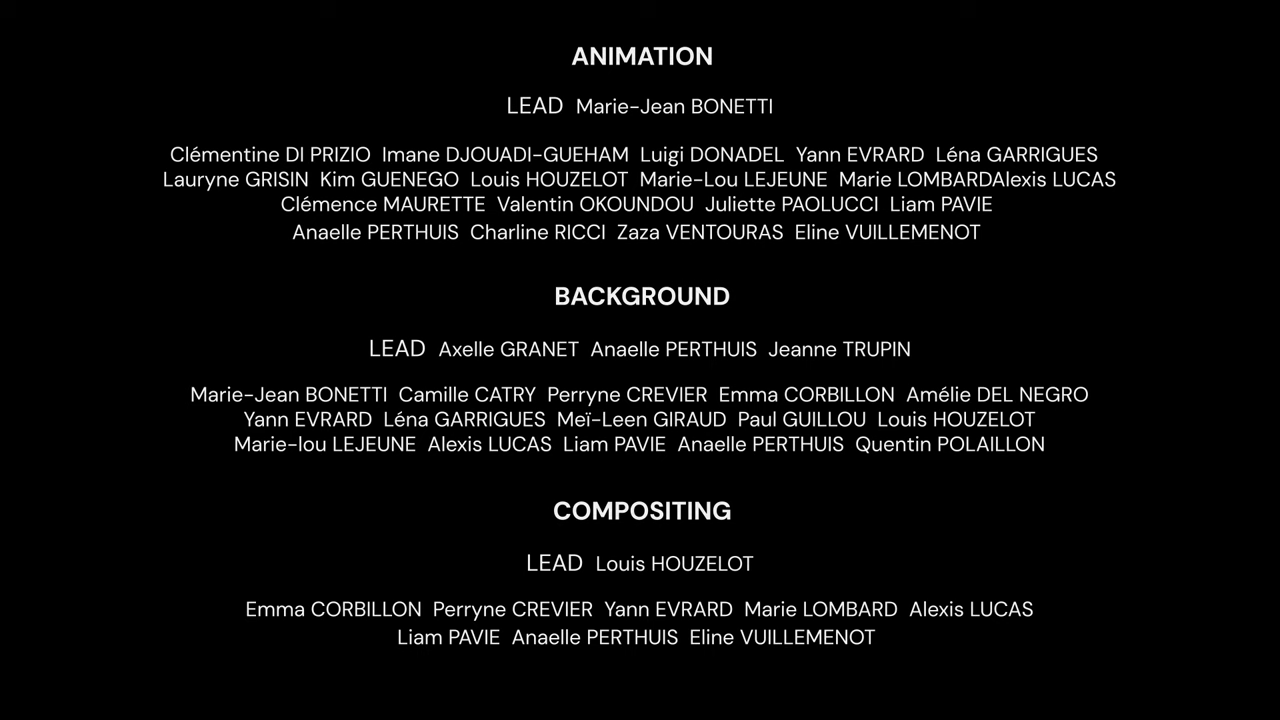 ANIMATION
LEAD Marie-Jean BONETTI
Clémentine DI PRIZIO Imane DJOUADI-GUEHAM Luigi DONADEL Yann EVRARD Léna GARRIGUES
Lauryne GRISIN Kim GUENEGO Louis HOUZELOT Marie-Lou LEJEUNE Marie LOMBARDAlexis LUCAS
Clémence MAURETTE Valentin OKOUNDOU Juliette PAOLUCCI Liam PAVIE
Anaelle PERTHUIS Charline RICCI Zaza VENTOURAS Eline VUILLEMENOT
BACKGROUND
LEAD Axelle GRANET Anaelle PERTHUIS Jeanne TRUPIN
Marie-Jean BONETTI Camille CATRY Perryne CREVIER Emma CORBILLON Amélie DEL NEGRO
Yann EVRARD Léna GARRIGUES Meï-Leen GIRAUD Paul GUILLOU Louis HOUZELOT
Marie-lou LEJEUNE Alexis LUCAS Liam PAVIE Anaelle PERTHUIS Quentin POLAILLON
COMPOSITING
LEAD Louis HOUZELOT
Emma CORBILLON Perryne CREVIER Yann EVRARD Marie LOMBARD Alexis LUCAS
Liam PAVIE Anaelle PERTHUIS Eline VUILLEMENOT